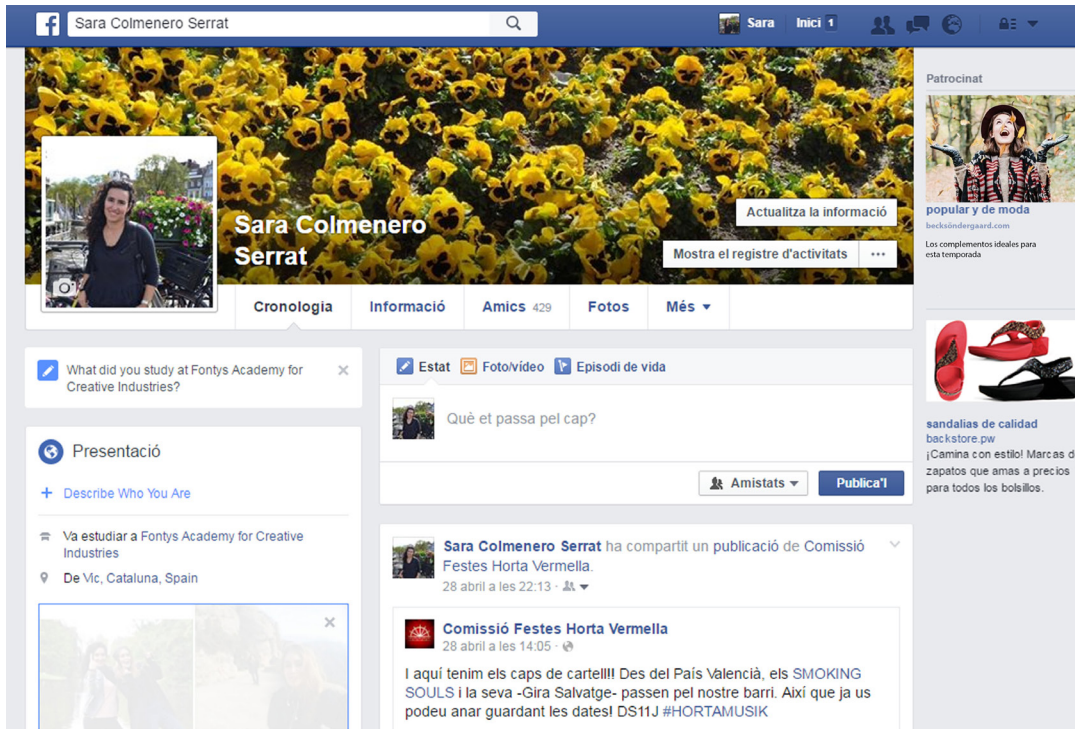 Sara Colmenero Serrat
Sara
Inici 1
Sara Colmenero
Serrat
Actualitza la informació
Mostra el registre d'activitats
Cronologia
Informació
Amics 429
Fotos
Més
What did you study at Fontys Academy for
Creative Industries?
Presentació
Describe Who You Are
Va estudiar a Fontys Academy for Creative
Industries
De Vic, Cataluna, Spain
Estat
Foto/vídeo
Episodi de vida
Què et passa pel cap?
Amistats
Publica'l
Sara Colmenero Serrat ha compartit un publicació de Comissió
Festes Horta Vermella.
28 abril a les 22:13 ·
Comissió Festes Horta Vermella
28 abril a les 14:05 ·
I aquí tenim els caps de cartell!!! Des del País Valencià, els SMOKING
SOULS i la seva -Gira Salvatge- passen pel nostre barri. Així que ja us
podeu anar guardant les dates! DS11J #HORTAMUSIK
Patrocinat
popular y de moda
becksöndergaard.com
Los complementos ideales para
esta temporada
sandalias de calidad
backstore.pw
¡Camina con estilo! Marcas d
zapatos que amas a precios
para todos los bolsillos.